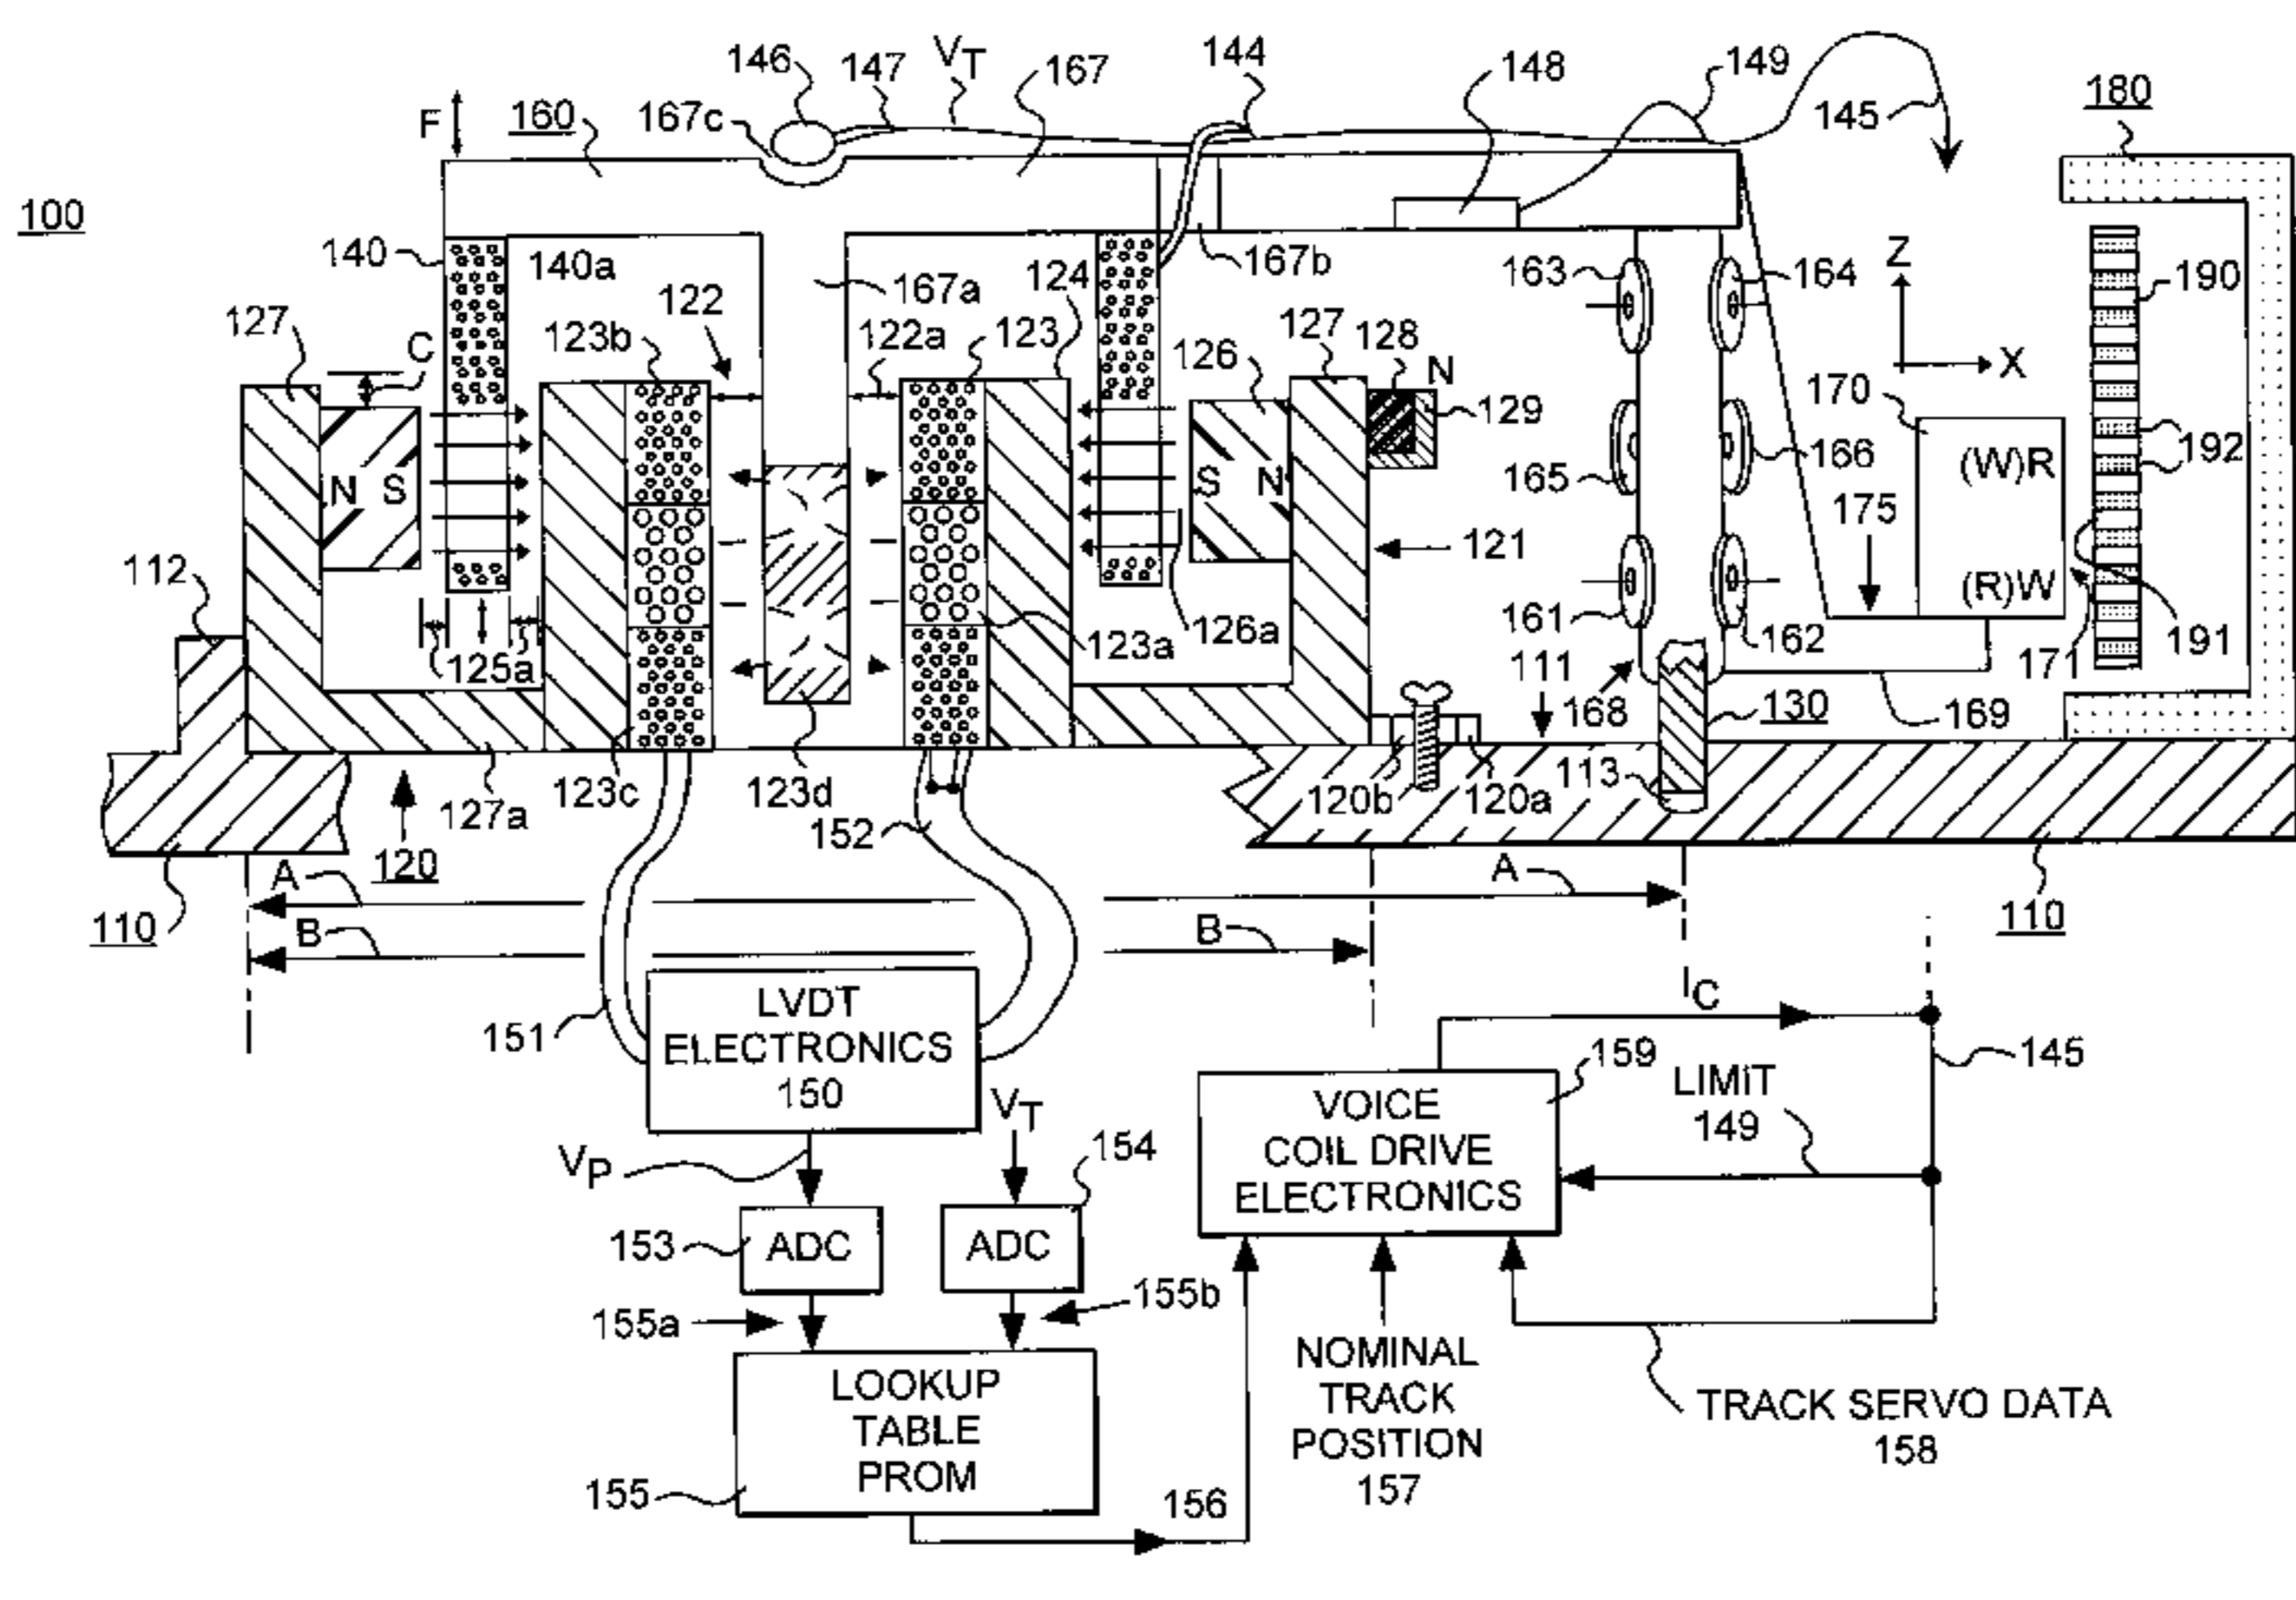 146 147 VT 167 144 148 149 145 180
F 160 167c
100
140 140a 124 167b 163 164 Z 190
127 C 122 167a 122a 123 127 128 N X
123b 126 129 170
N S S N 165 166 (W)R 192
175
112 121
126a 161 162 (R)W
125a 123a 111 168 171 191
130 169
127a 123c 123d 120b 120a 113
120 152
A A
110 B B 110
IC
151 LVDT
ELECTRONICS
150
159 145
LIMIT
149
VP VT 154
VOICE
COIL DRIVE
ELECTRONICS
153 ADC ADC
155a 155b
LOOKUP
TABLE
PROM
155 156
NOMINAL
TRACK
POSITION
157
TRACK SERVO DATA
158